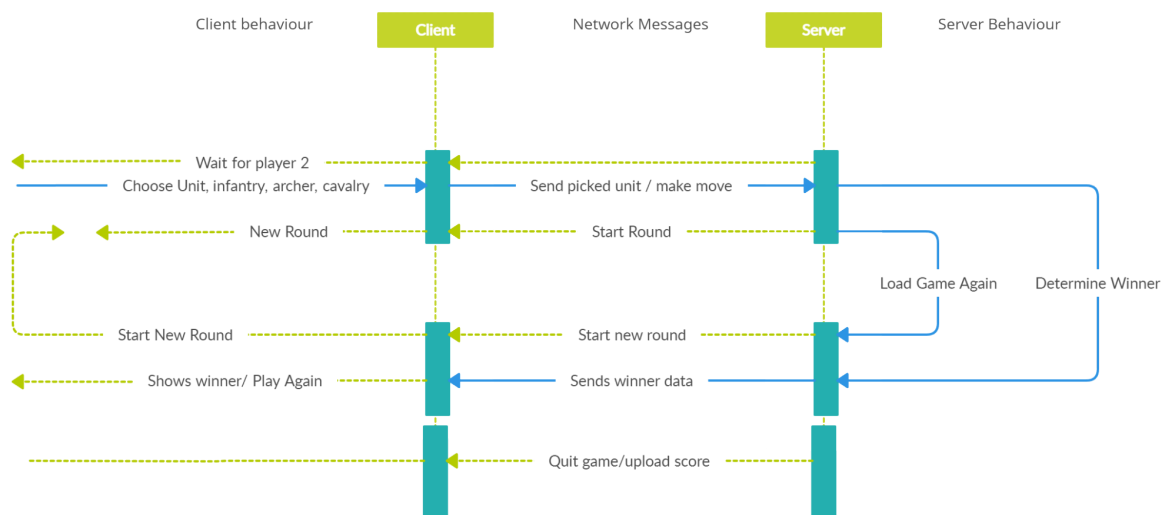 Client behaviour
Client
Network Messages
Server
Server Behaviour
Wait for player 2
Choose Unit, infantry, archer, cavalry
Send picked unit / make move
New Round
Start Round
Load Game Again
Determine Winner
Start New Round
Start new round
Shows winner/ Play Again
Sends winner data
Quit game/upload score